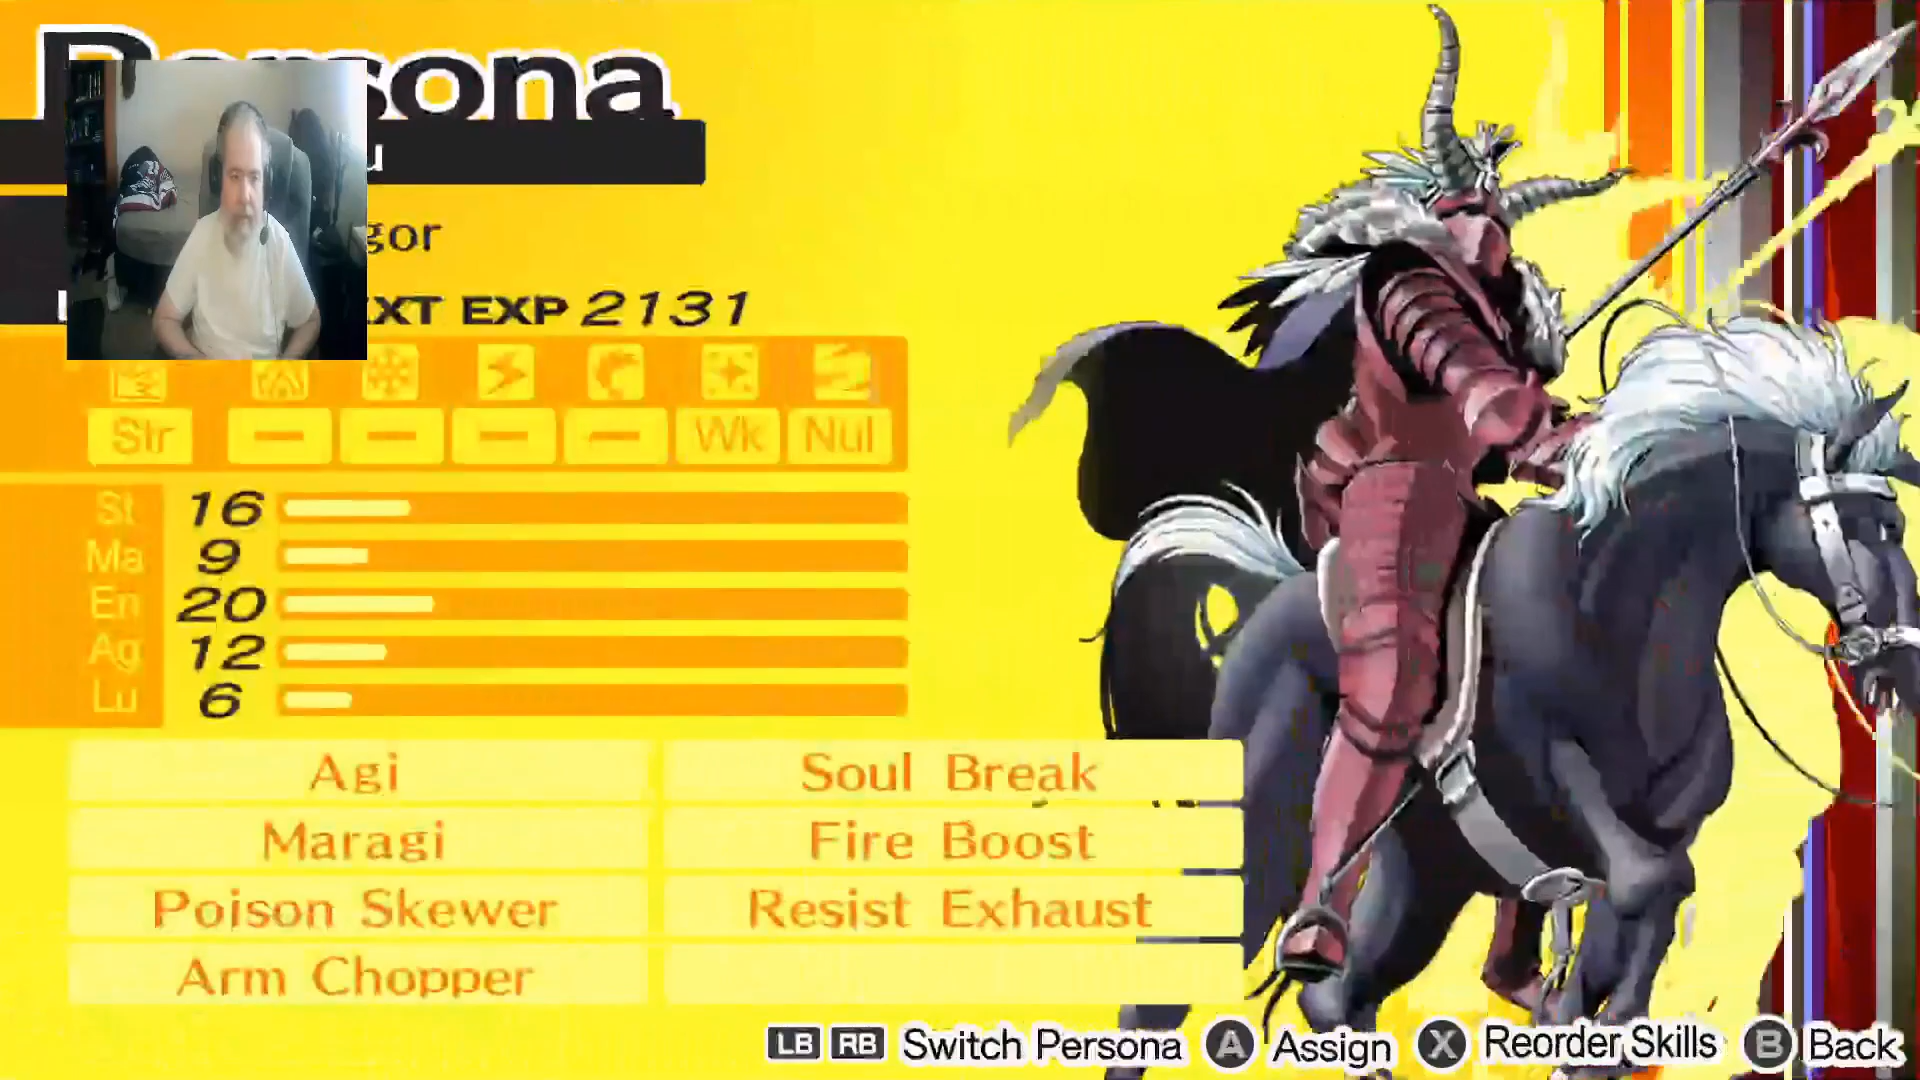 sona
u
gor
XT EXP 2131
Str — — — — Wk Nul
St 16
Ma 9
En 20
Ag 12
Lu 6
Agi Soul Break
Maragi Fire Boost
Poison Skewer Resist Exhaust
Arm Chopper
LB RB Switch Persona A Assign X Reorder Skills B Back